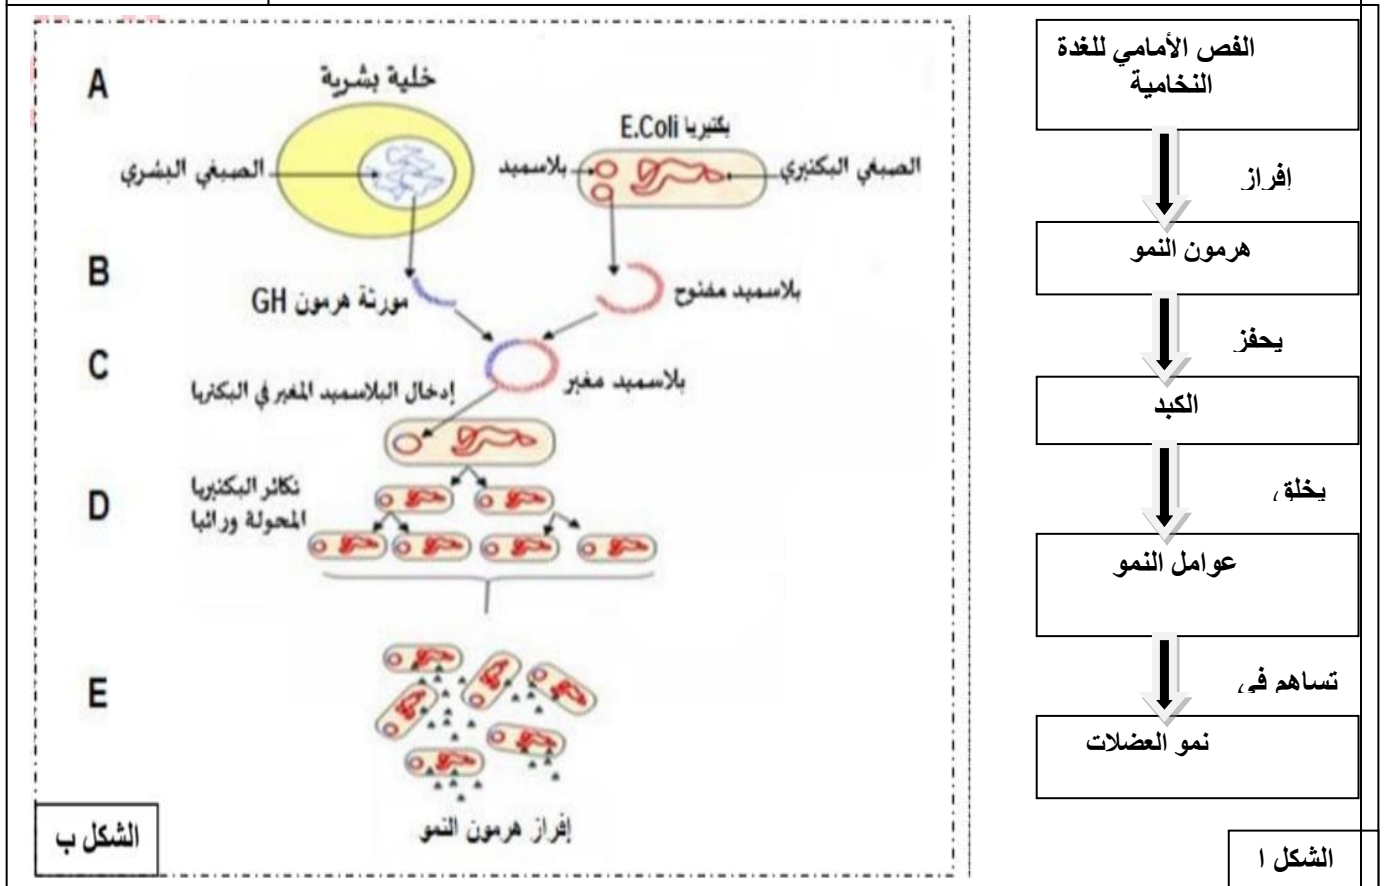 الفص الأمامي للغدة
النخامية
إفراز
هرمون النمو
يحفز
الكبد
يخلق
عوامل النمو
تساهم في
نمو العضلات
الشكل ا
A
خلية بشرية
بكتيريا E.Coli
الصبغي البشري
بلاسميد
الصبغي البكتيري
B
مورثة هرمون GH
بلاسميد مفتوح
C
بلاسميد مغير
إدخال البلاسميد المغير في البكتريا
D
تكاثر البكتيريا
المحولة وراثيا
E
إفراز هرمون النمو
الشكل ب